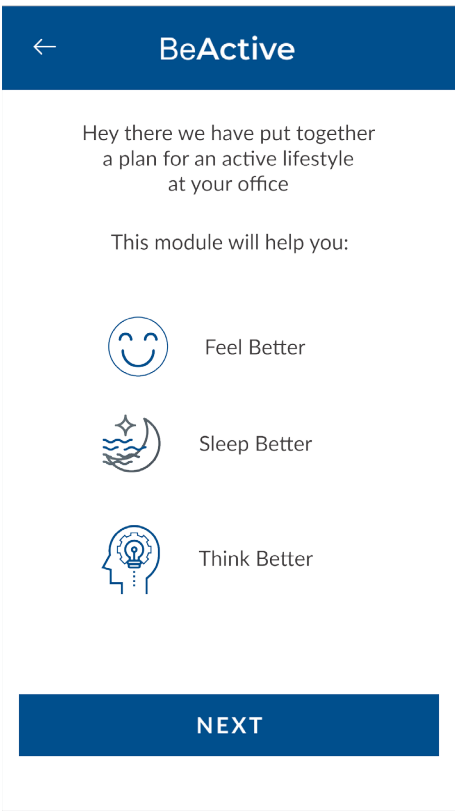 BeActive
Hey there we have put together
a plan for an active lifestyle
at your office
This module will help you:
Feel Better
Sleep Better
Think Better
NEXT